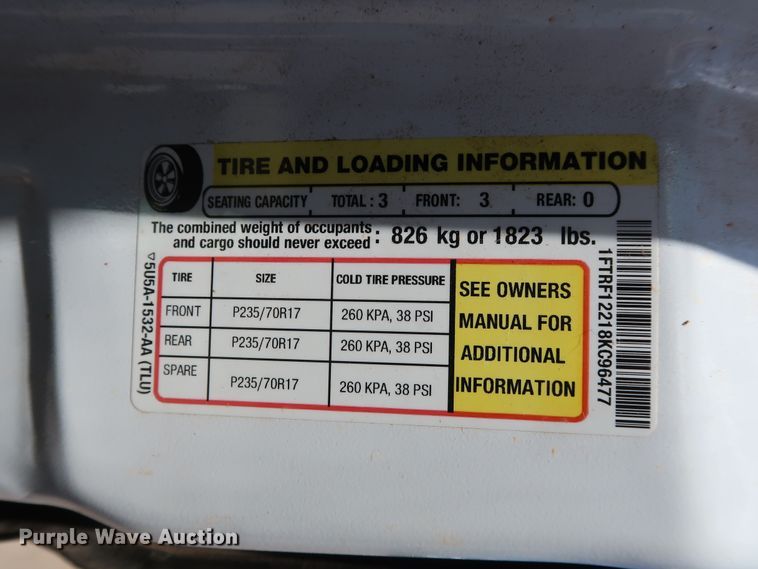 TIRE AND LOADING INFORMATION
SEATING CAPACITY TOTAL : 3 FRONT: 3 REAR: 0
The combined weight of occupants and cargo should never exceed : 826 kg or 1823 lbs.
TIRE SIZE COLD TIRE PRESSURE
FRONT P235/70R17 260 KPA, 38 PSI
REAR P235/70R17 260 KPA, 38 PSI
SPARE P235/70R17 260 KPA, 38 PSI
SEE OWNERS
MANUAL FOR
ADDITIONAL
INFORMATION
5U5A-1532-AA (TLU)
1FTRF12218KC96477
Purple Wave Auction